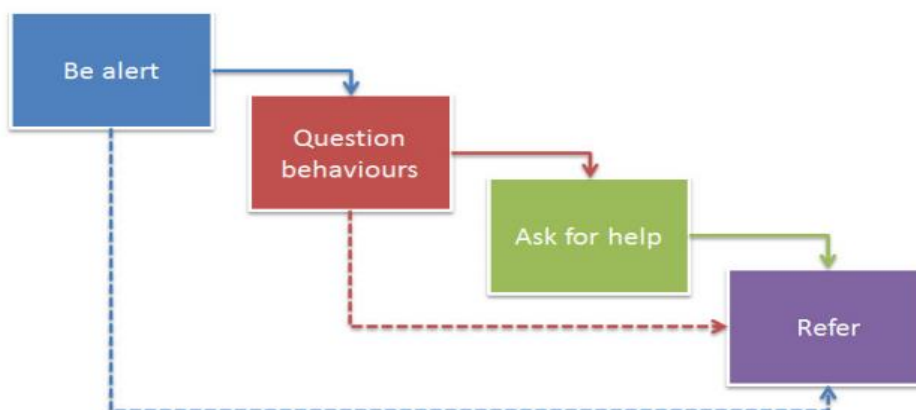 Be alert
Question
behaviours
Ask for help
Refer